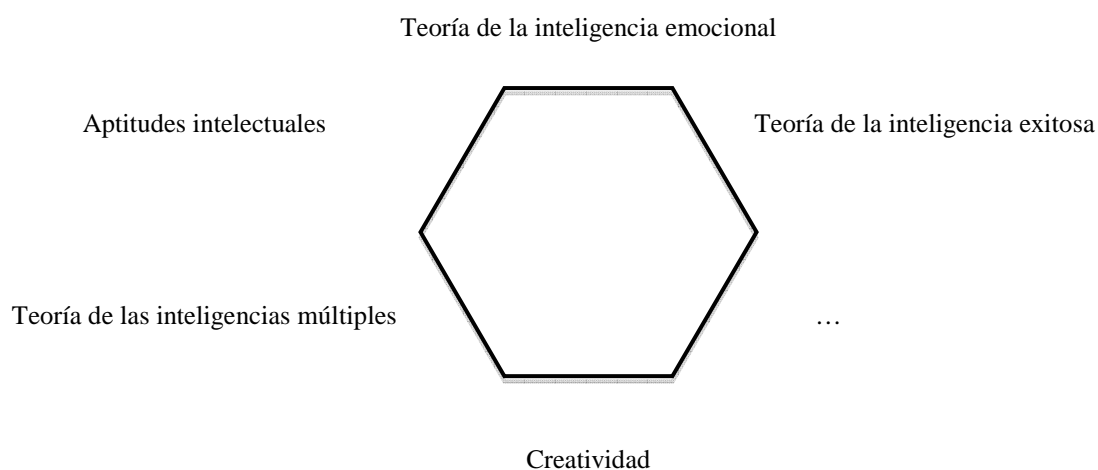 Teoría de la inteligencia emocional
Aptitudes intelectuales
Teoría de la inteligencia exitosa
Teoría de las inteligencias múltiples
…
Creatividad